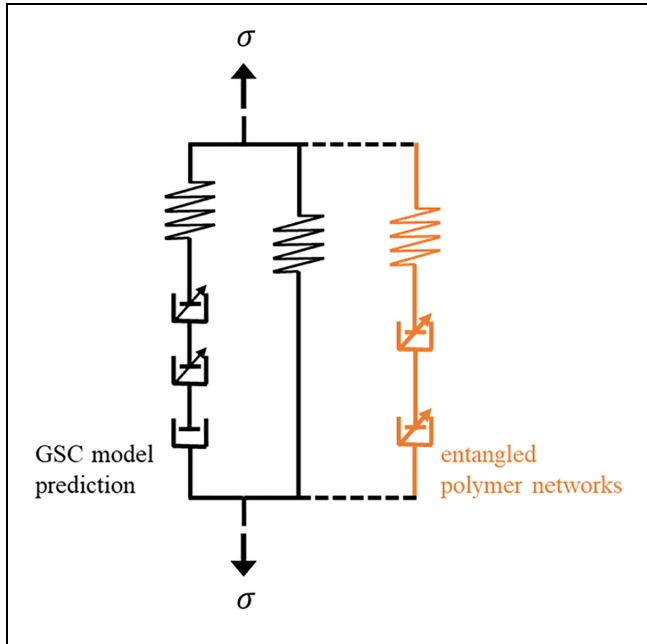 σ
GSC model
prediction
entangled
polymer networks
σ